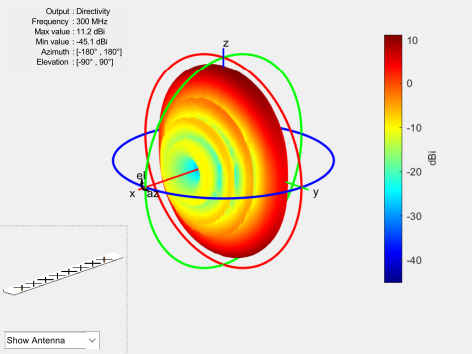 Output : Directivity
Frequency : 300 MHz
Max value : 11.2 dBi
Min value : -45.1 dBi
Azimuth : [-180° , 180°]
Elevation : [-90° , 90°]
z
el
x
az
y
10
0
-10
-20
-30
-40
dBi
Show Antenna